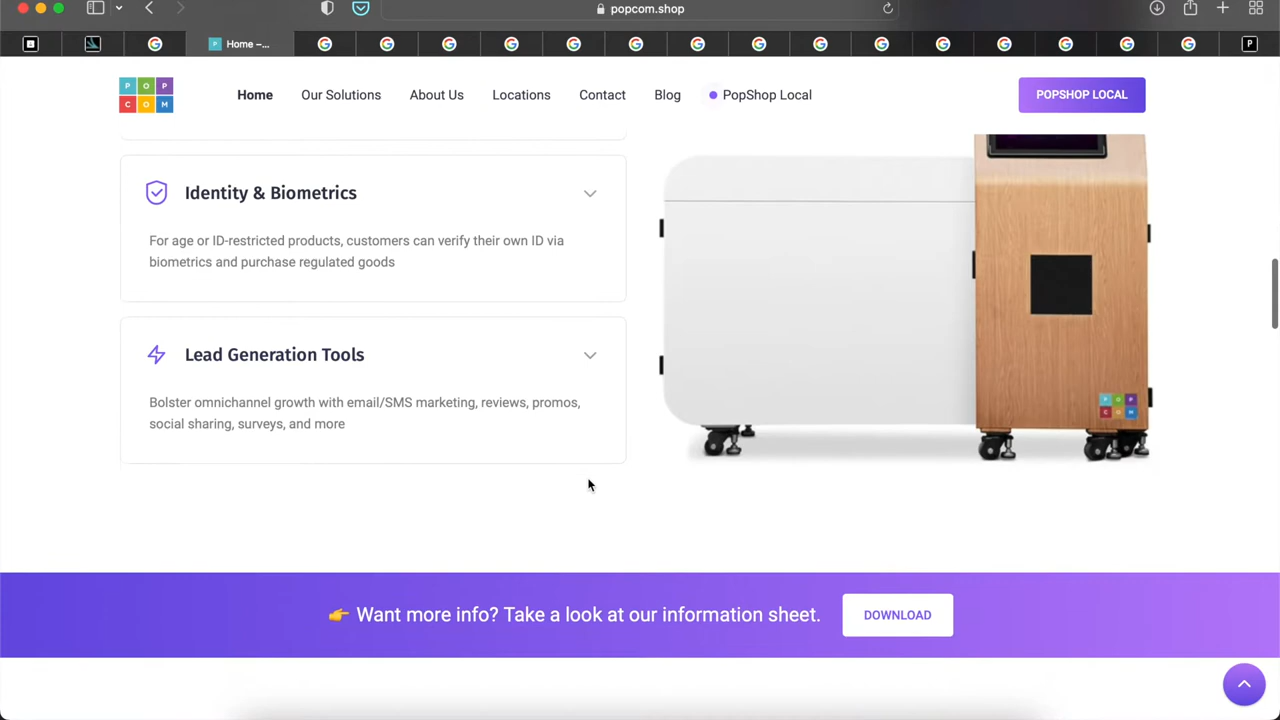 popcom.shop
Home –...
P
P O P
C O M
Home
Our Solutions
About Us
Locations
Contact
Blog
PopShop Local
POPSHOP LOCAL
Identity & Biometrics
For age or ID-restricted products, customers can verify their own ID via
biometrics and purchase regulated goods
Lead Generation Tools
Bolster omnichannel growth with email/SMS marketing, reviews, promos,
social sharing, surveys, and more
P O P
C O M
👉 Want more info? Take a look at our information sheet.
DOWNLOAD